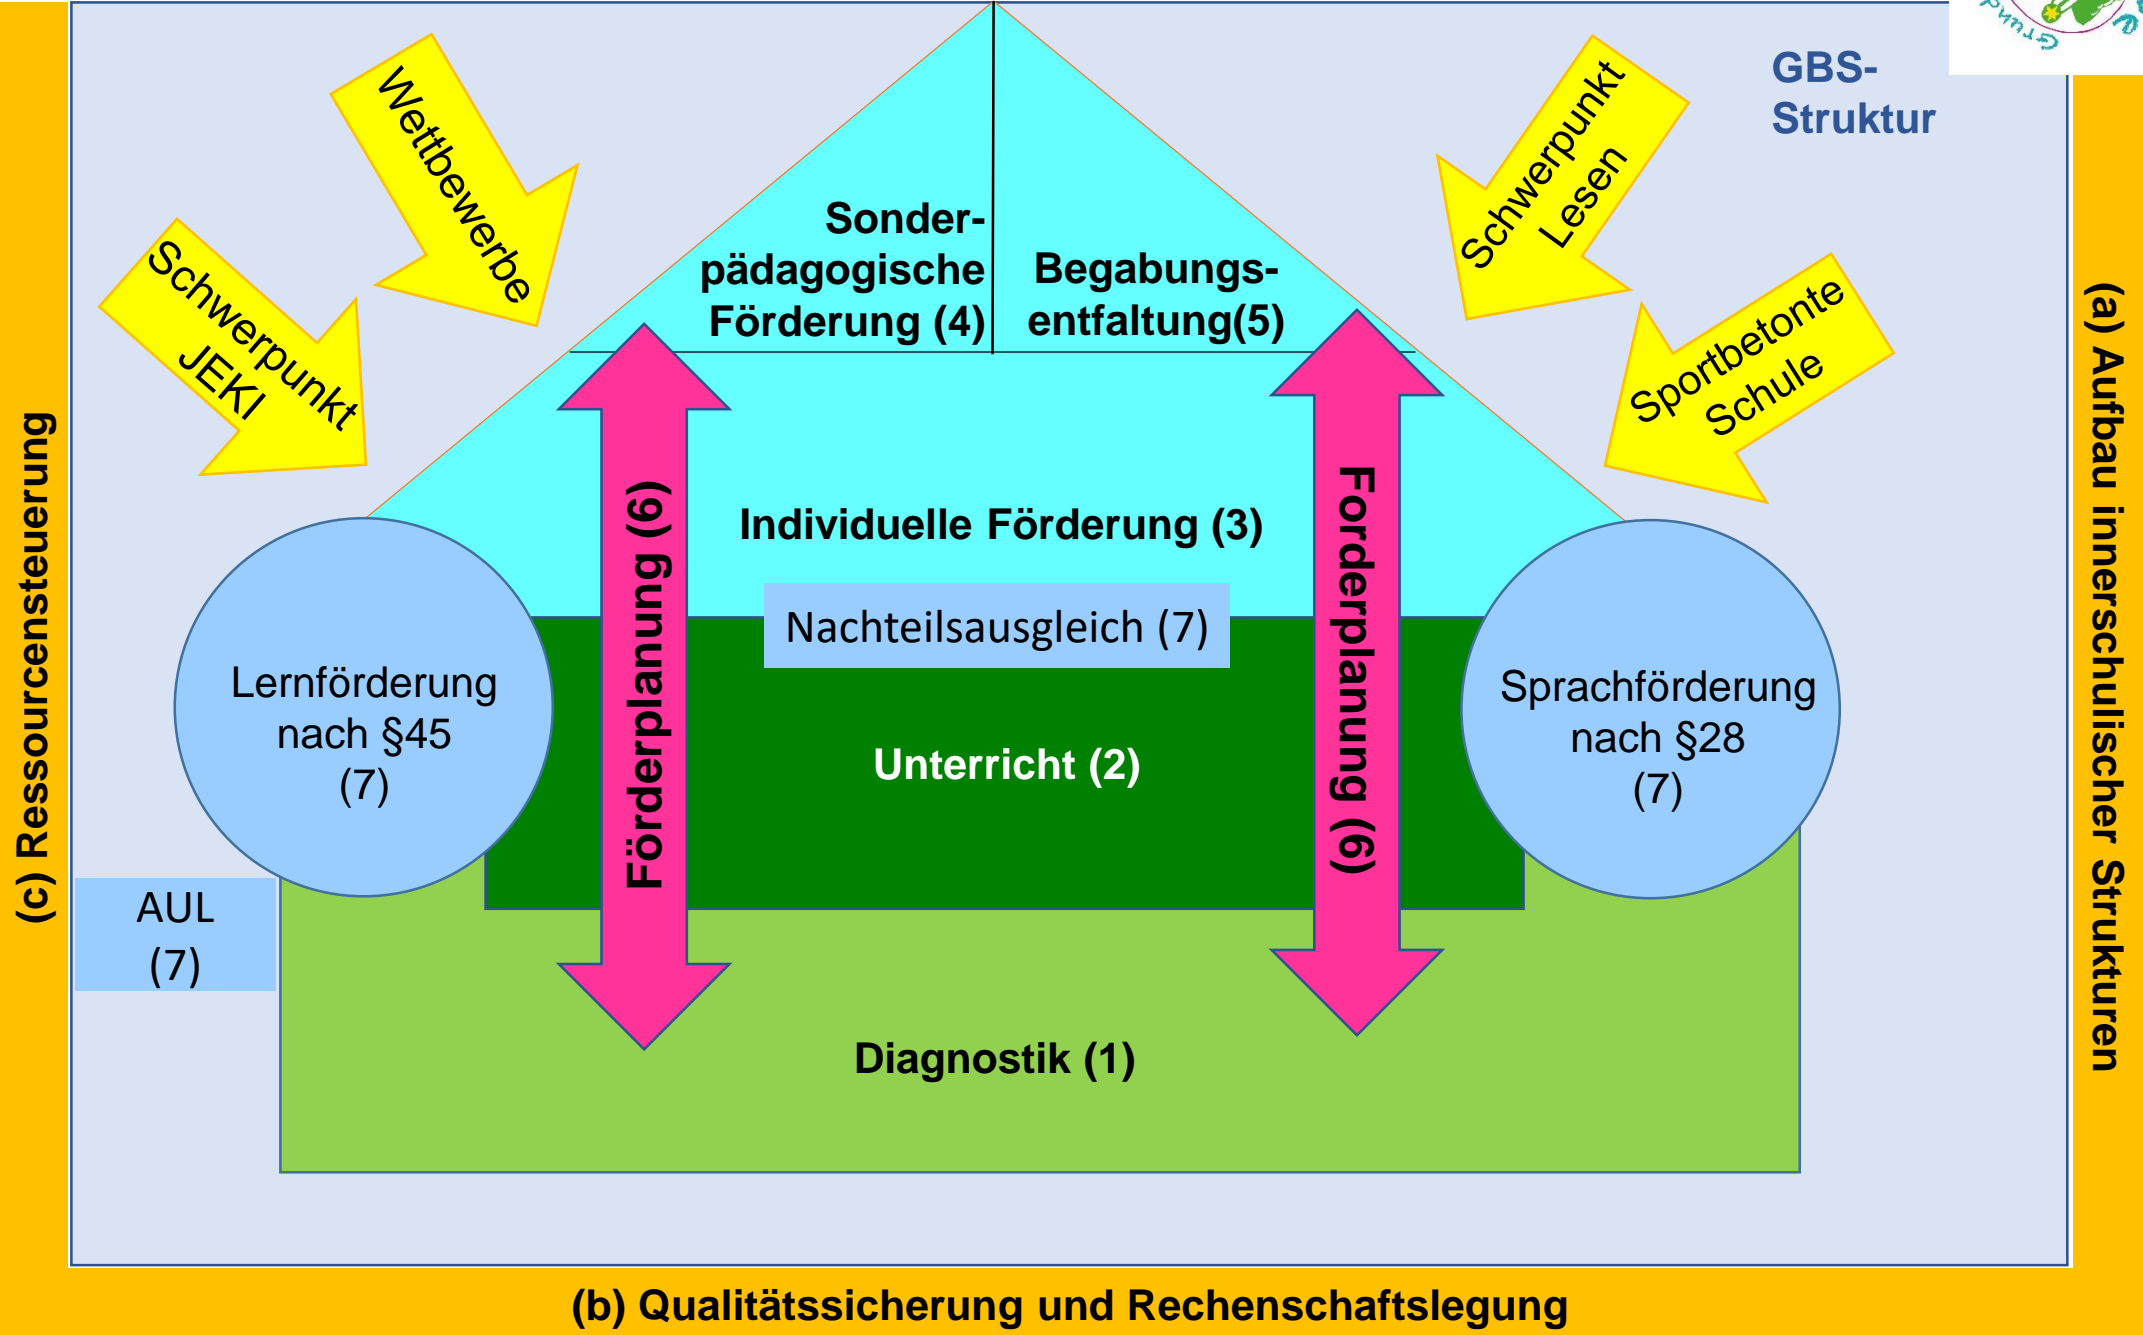 Grund
GBS-
Struktur
Wettbewerbe
Schwerpunkt
JEKI
Schwerpunkt
Lesen
Sportbetonte
Schule
Sonder-
pädagogische
Förderung (4)
Begabungs-
entfaltung(5)
Individuelle Förderung (3)
Nachteilsausgleich (7)
Förderplanung (6)
Forderplanung (6)
Lernförderung
nach §45
(7)
Sprachförderung
nach §28
(7)
Unterricht (2)
AUL
(7)
Diagnostik (1)
(c) Ressourcensteuerung
(a) Aufbau innerschulischer Strukturen
(b) Qualitätssicherung und Rechenschaftslegung